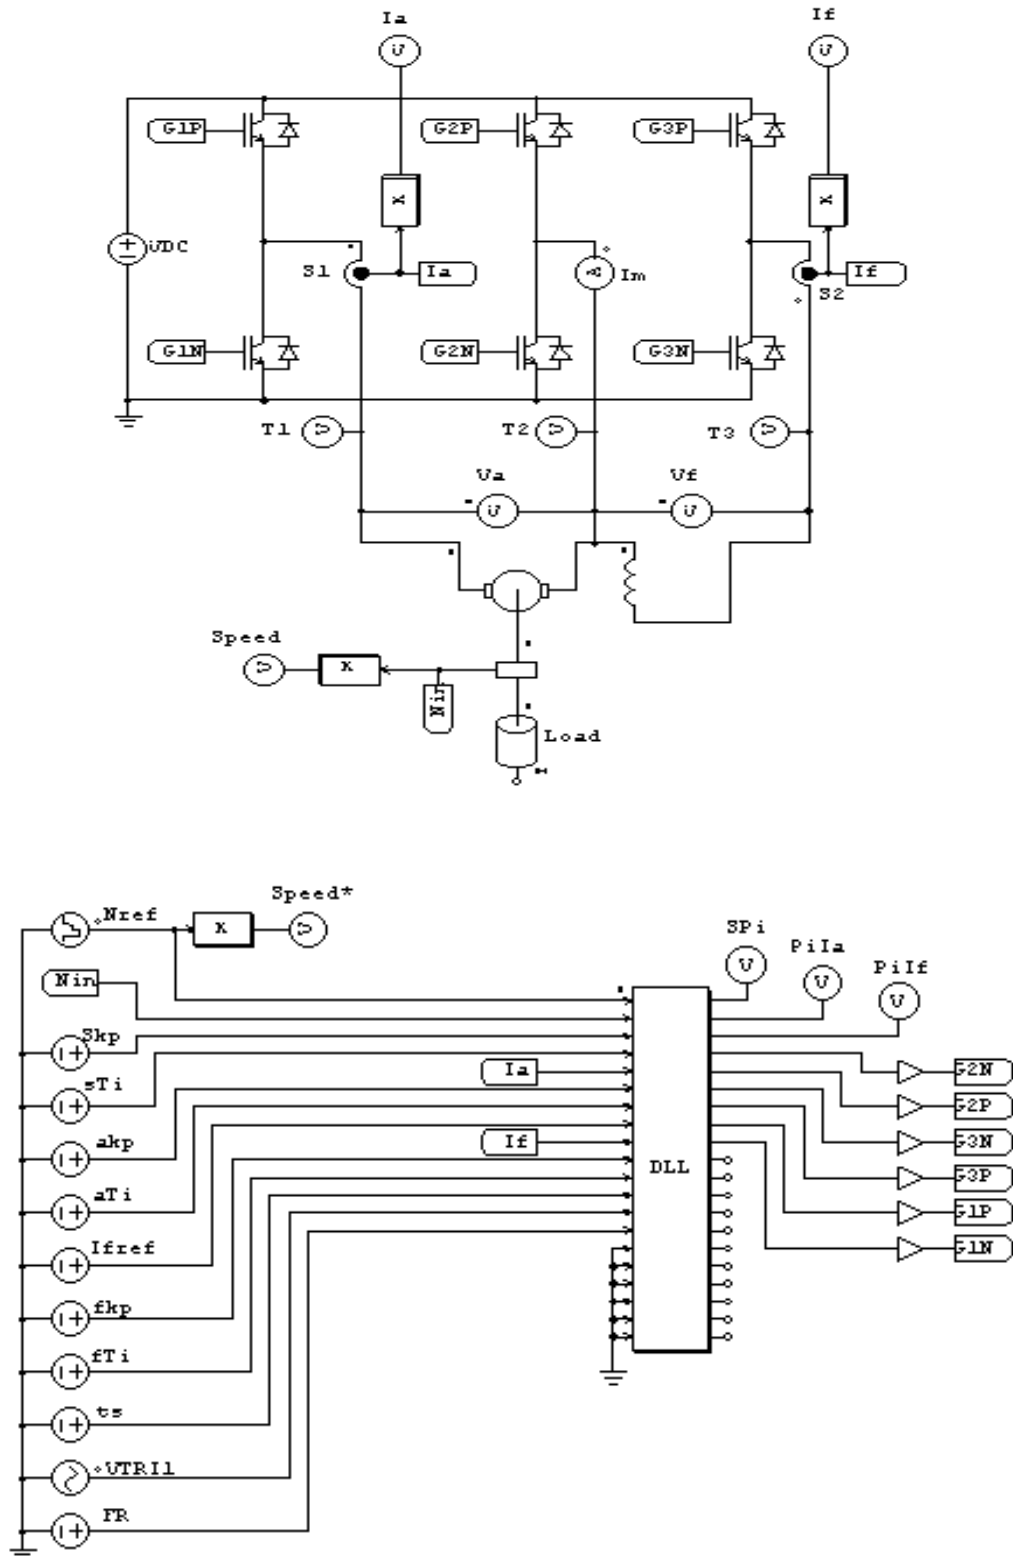 Ia If
V V
G1P G2P G3P
K K
VDC
S1 Ia A Im If
S2
G1N G2N G3N
T1 V T2 V T3 V
Va Vf
V V
Speed
V K
Nin
Load
Speed*
Nref K V
SPi
V
PiIa
V
PiIf
V
Nin
Skp
sTi
Ia
G2N
akp
G2P
If
G3N
DLL
aTi
G3P
G1P
Ifref
G1N
fkp
fTi
ts
VTRI1
FR